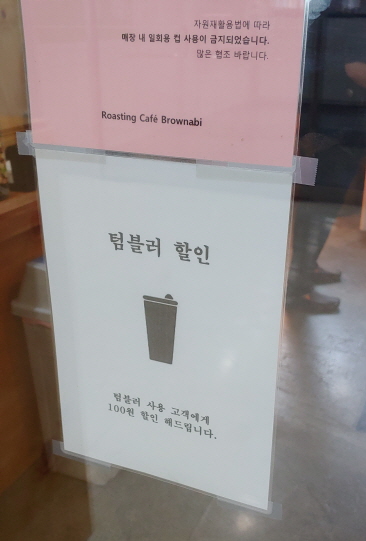 자원재활용법에 따라
매장 내 일회용 컵 사용이 금지되었습니다.
많은 협조 바랍니다.
Roasting Café Brownabi
텀블러 할인
텀블러 사용 고객에게
100원 할인 해드립니다.